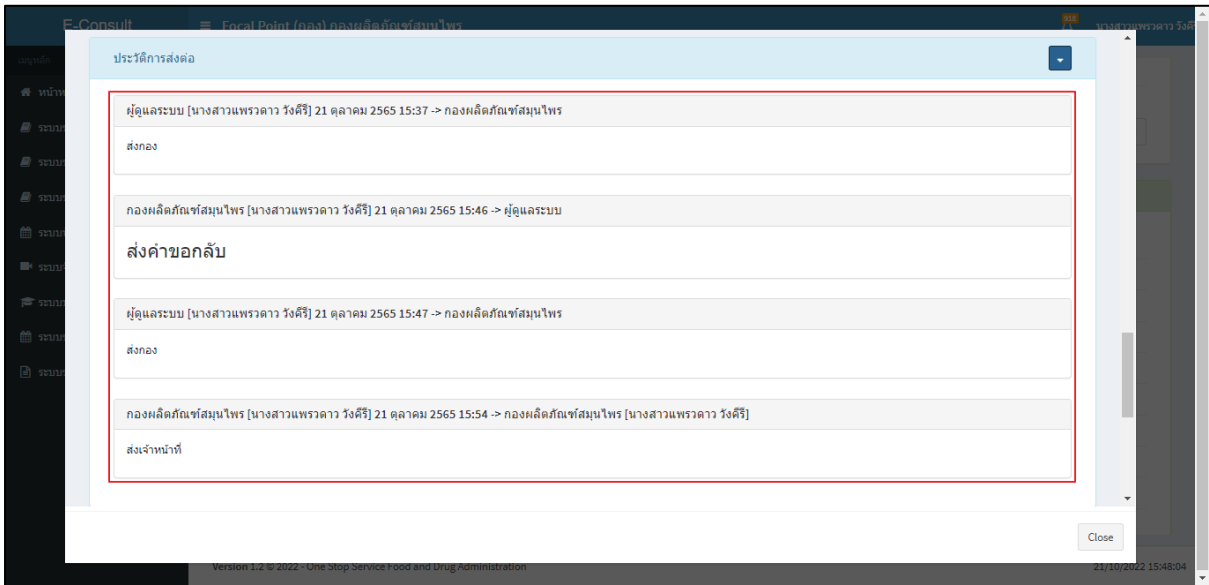 E-Consult
Focal Point (กอง) กองผลิตภัณฑ์สมุนไพร
นางสาวแพรวดาว วังคีรี
เมนูหลัก
ประวัติการส่งต่อ
ผู้ดูแลระบบ [นางสาวแพรวดาว วังคีรี] 21 ตุลาคม 2565 15:37 -> กองผลิตภัณฑ์สมุนไพร
ส่งกอง
กองผลิตภัณฑ์สมุนไพร [นางสาวแพรวดาว วังคีรี] 21 ตุลาคม 2565 15:46 -> ผู้ดูแลระบบ
ส่งคำขอกลับ
ผู้ดูแลระบบ [นางสาวแพรวดาว วังคีรี] 21 ตุลาคม 2565 15:47 -> กองผลิตภัณฑ์สมุนไพร
ส่งกอง
กองผลิตภัณฑ์สมุนไพร [นางสาวแพรวดาว วังคีรี] 21 ตุลาคม 2565 15:54 -> กองผลิตภัณฑ์สมุนไพร [นางสาวแพรวดาว วังคีรี]
ส่งเจ้าหน้าที่
Close
Version 1.2 © 2022 - One Stop Service Food and Drug Administration
21/10/2022 15:48:04